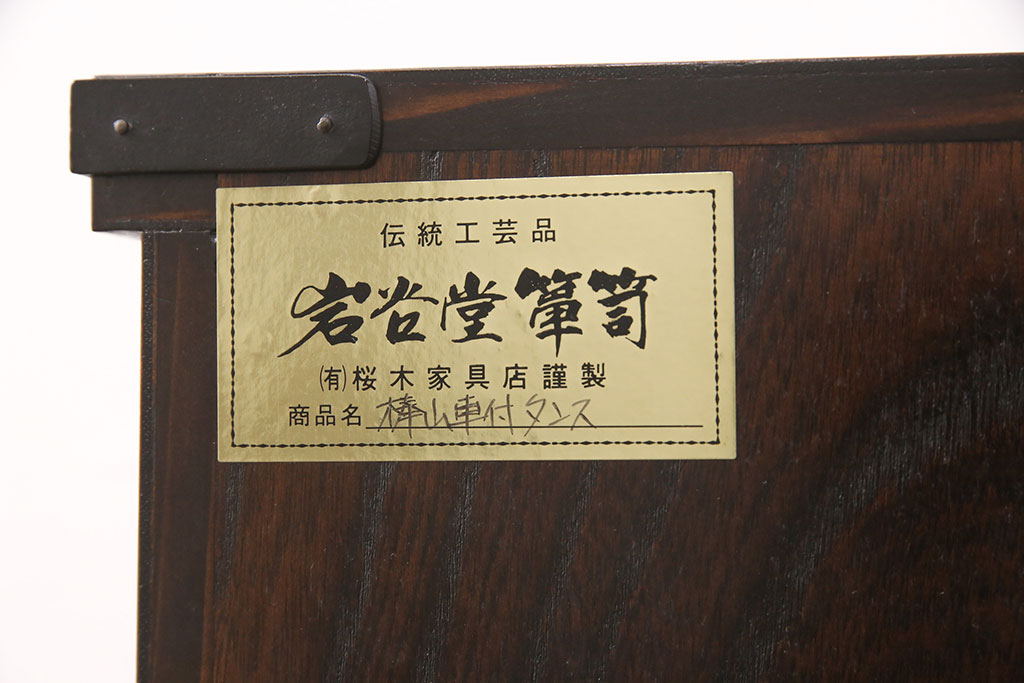 伝統工芸品
岩谷堂箪笥
㈲桜木家具店謹製
商品名 棒山車付タンス